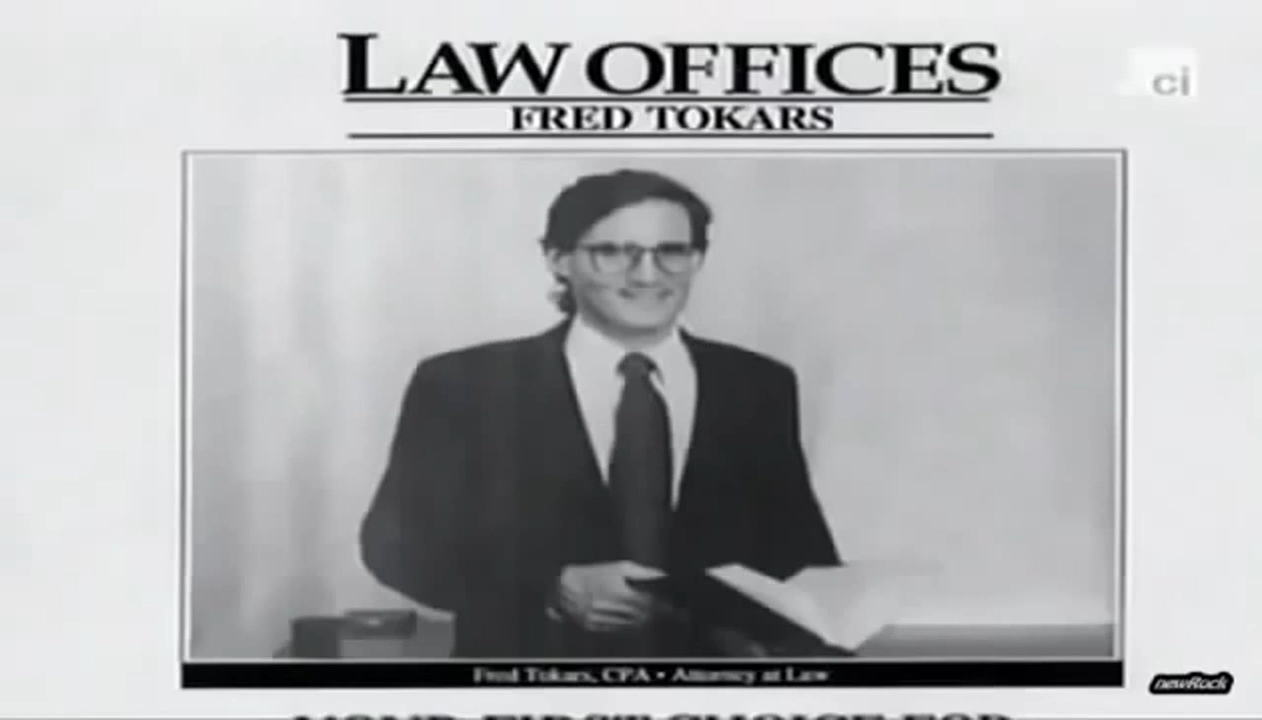 LAW OFFICES
ci
FRED TOKARS
Fred Tokars, CPA • Attorney at Law
newRock